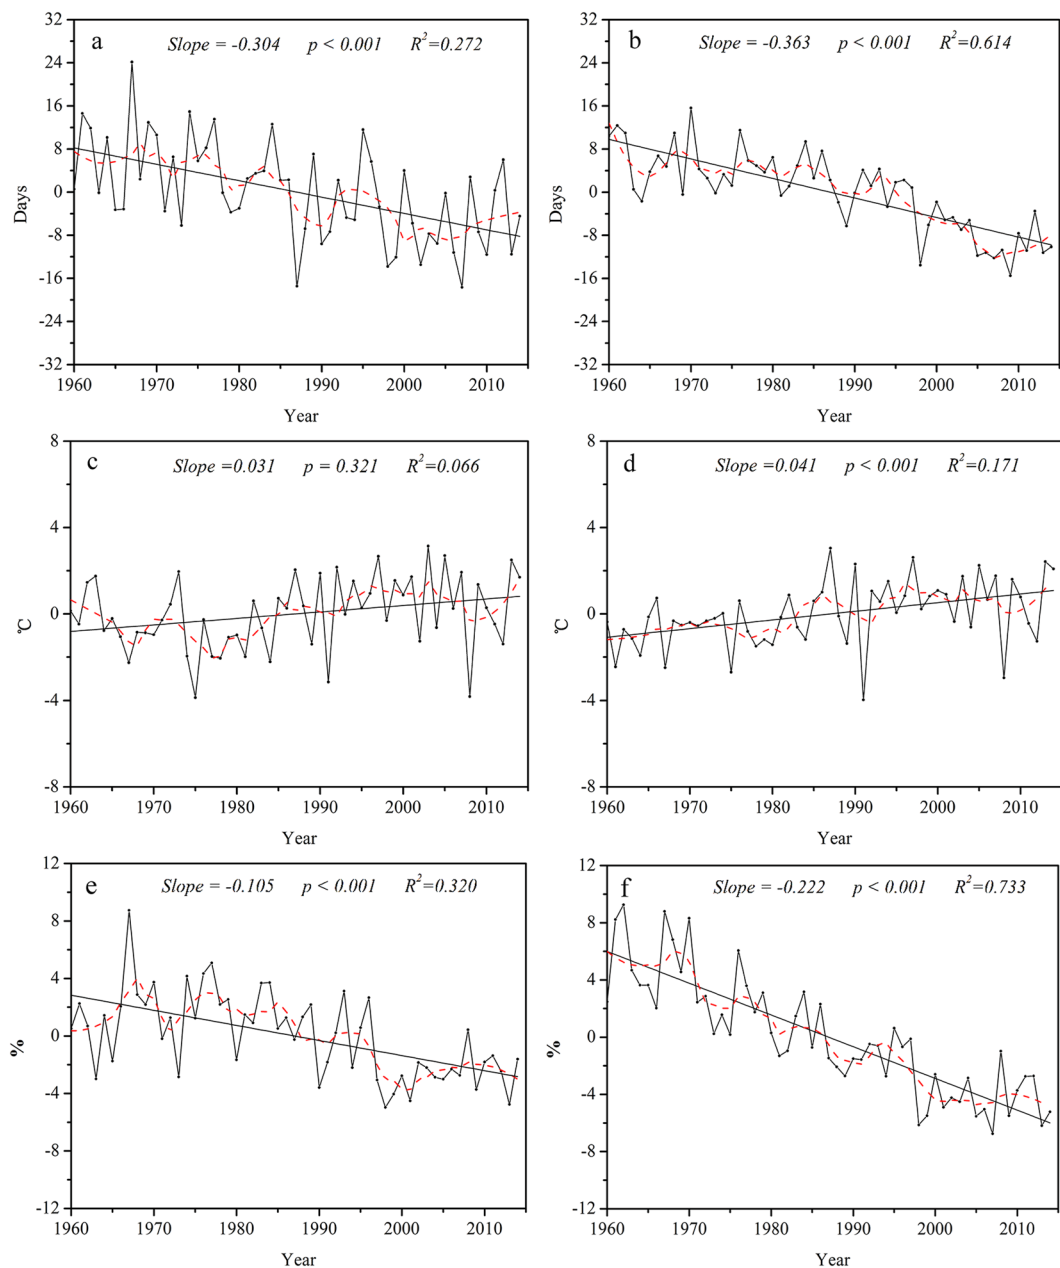 a Slope = -0.304 p < 0.001 R²=0.272
32
24
16
8
0
-8
-16
-24
-32
Days
1960 1970 1980 1990 2000 2010
Year
b Slope = -0.363 p < 0.001 R²=0.614
32
24
16
8
0
-8
-16
-24
-32
Days
1960 1970 1980 1990 2000 2010
Year
c Slope =0.031 p = 0.321 R²=0.066
8
4
0
-4
-8
℃
1960 1970 1980 1990 2000 2010
Year
d Slope =0.041 p < 0.001 R²=0.171
8
4
0
-4
-8
℃
1960 1970 1980 1990 2000 2010
Year
e Slope = -0.105 p < 0.001 R²=0.320
12
8
4
0
-4
-8
-12
%
1960 1970 1980 1990 2000 2010
Year
f Slope = -0.222 p < 0.001 R²=0.733
12
8
4
0
-4
-8
-12
%
1960 1970 1980 1990 2000 2010
Year